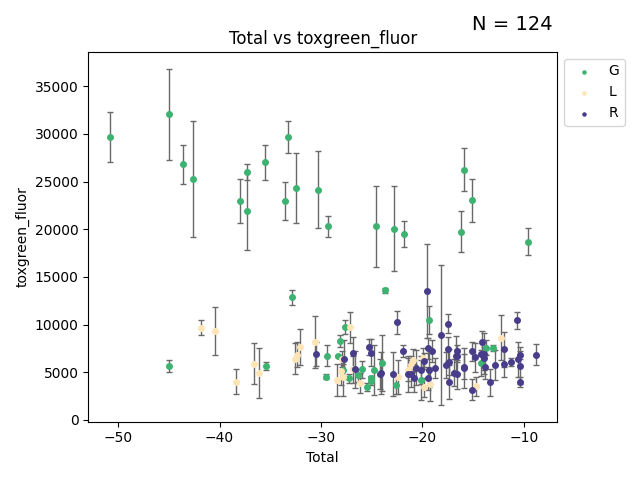 N = 124
Total vs toxgreen_fluor
35000
30000
25000
20000
15000
10000
5000
0
toxgreen_fluor
−50
−40
−30
−20
−10
Total
G
L
R